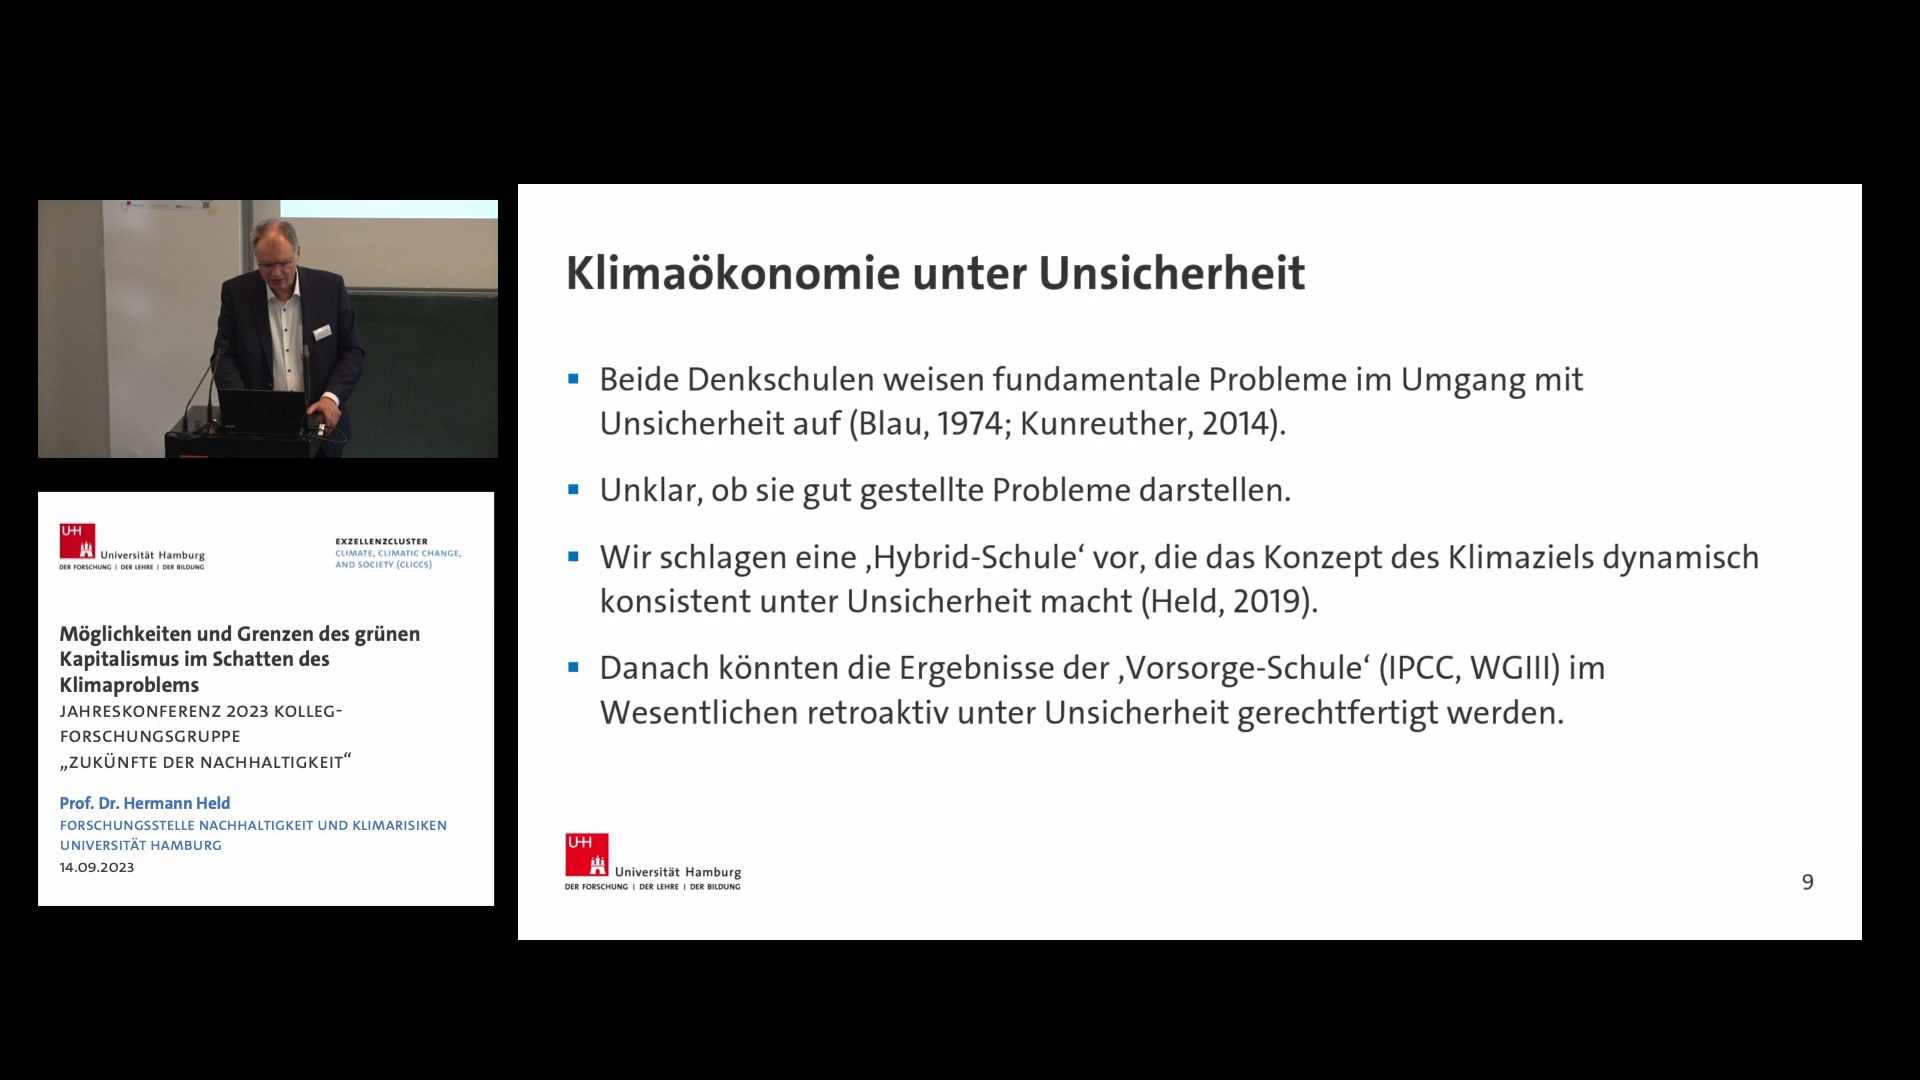 UH
Universität Hamburg
DER FORSCHUNG | DER LEHRE | DER BILDUNG
EXZELLENZCLUSTER
CLIMATE, CLIMATIC CHANGE,
AND SOCIETY (CLICCS)
Möglichkeiten und Grenzen des grünen
Kapitalismus im Schatten des
Klimaproblems
JAHRESKONFERENZ 2023 KOLLEG-
FORSCHUNGSGRUPPE
„ZUKÜNFTE DER NACHHALTIGKEIT“
Prof. Dr. Hermann Held
FORSCHUNGSSTELLE NACHHALTIGKEIT UND KLIMARISIKEN
UNIVERSITÄT HAMBURG
14.09.2023
Klimaökonomie unter Unsicherheit
▪ Beide Denkschulen weisen fundamentale Probleme im Umgang mit
Unsicherheit auf (Blau, 1974; Kunreuther, 2014).
▪ Unklar, ob sie gut gestellte Probleme darstellen.
▪ Wir schlagen eine ‚Hybrid-Schule‘ vor, die das Konzept des Klimaziels dynamisch
konsistent unter Unsicherheit macht (Held, 2019).
▪ Danach könnten die Ergebnisse der ‚Vorsorge-Schule‘ (IPCC, WGIII) im
Wesentlichen retroaktiv unter Unsicherheit gerechtfertigt werden.
UH
Universität Hamburg
DER FORSCHUNG | DER LEHRE | DER BILDUNG
9